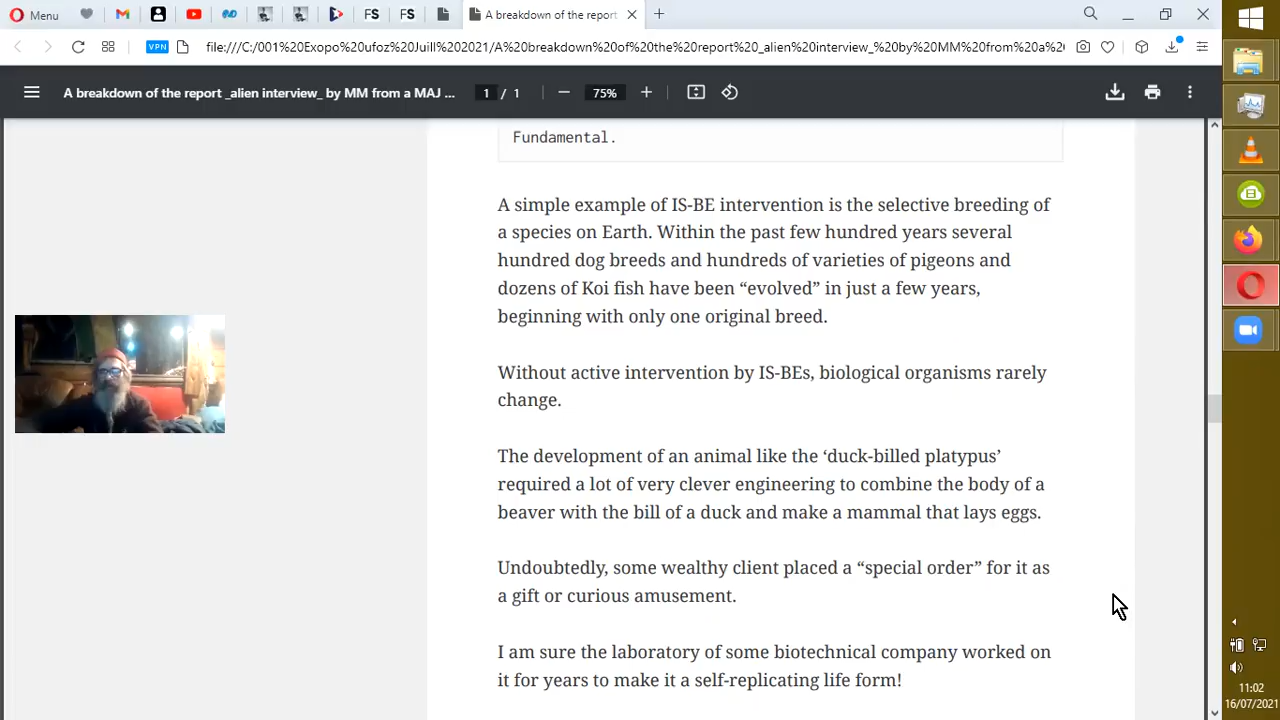 Menu
FS
FS
A breakdown of the report
VPN
file:///C:/001%20Exopo%20ufoz%20Juill%202021/A%20breakdown%20of%20the%20report%20_alien%20interview_%20by%20MM%20from%20a%20
A breakdown of the report _alien interview_ by MM from a MAJ ...
1 / 1
75%
Fundamental.
A simple example of IS-BE intervention is the selective breeding of
a species on Earth. Within the past few hundred years several
hundred dog breeds and hundreds of varieties of pigeons and
dozens of Koi fish have been “evolved” in just a few years,
beginning with only one original breed.
Without active intervention by IS-BEs, biological organisms rarely
change.
The development of an animal like the ‘duck-billed platypus’
required a lot of very clever engineering to combine the body of a
beaver with the bill of a duck and make a mammal that lays eggs.
Undoubtedly, some wealthy client placed a “special order” for it as
a gift or curious amusement.
I am sure the laboratory of some biotechnical company worked on
it for years to make it a self-replicating life form!
11:02
16/07/2021